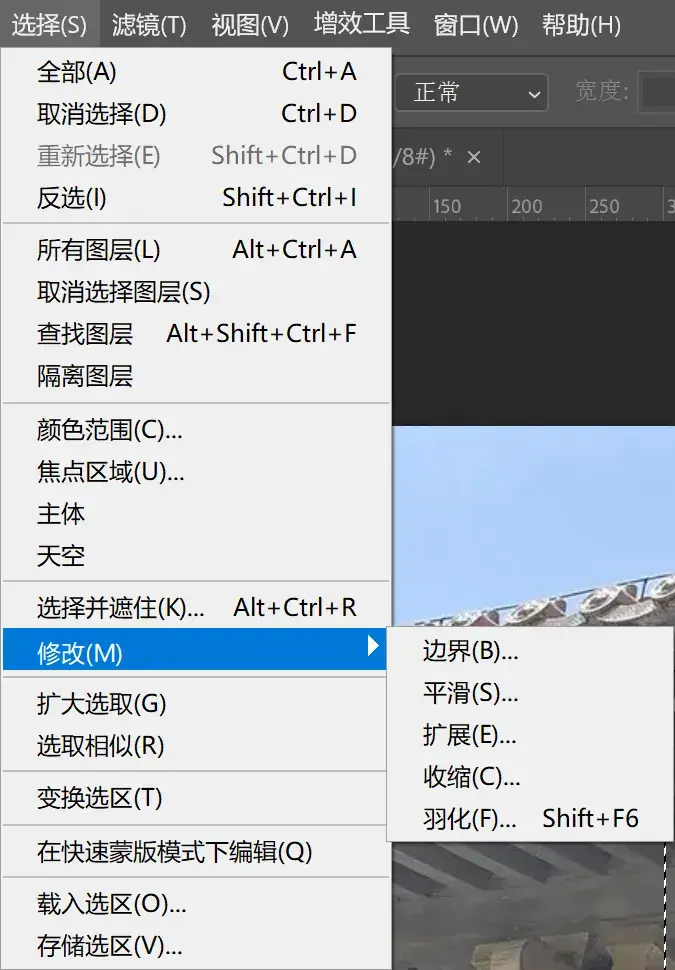 选择(S) 滤镜(T) 视图(V) 增效工具 窗口(W) 帮助(H)
全部(A) Ctrl+A
取消选择(D) Ctrl+D
重新选择(E) Shift+Ctrl+D
反选(I) Shift+Ctrl+I
所有图层(L) Alt+Ctrl+A
取消选择图层(S)
查找图层 Alt+Shift+Ctrl+F
隔离图层
颜色范围(C)...
焦点区域(U)...
主体
天空
选择并遮住(K)... Alt+Ctrl+R
修改(M)
扩大选取(G)
选取相似(R)
变换选区(T)
在快速蒙版模式下编辑(Q)
载入选区(O)...
存储选区(V)...
边界(B)...
平滑(S)...
扩展(E)...
收缩(C)...
羽化(F)... Shift+F6
正常 宽度:
/8#) * ×
150 200 250